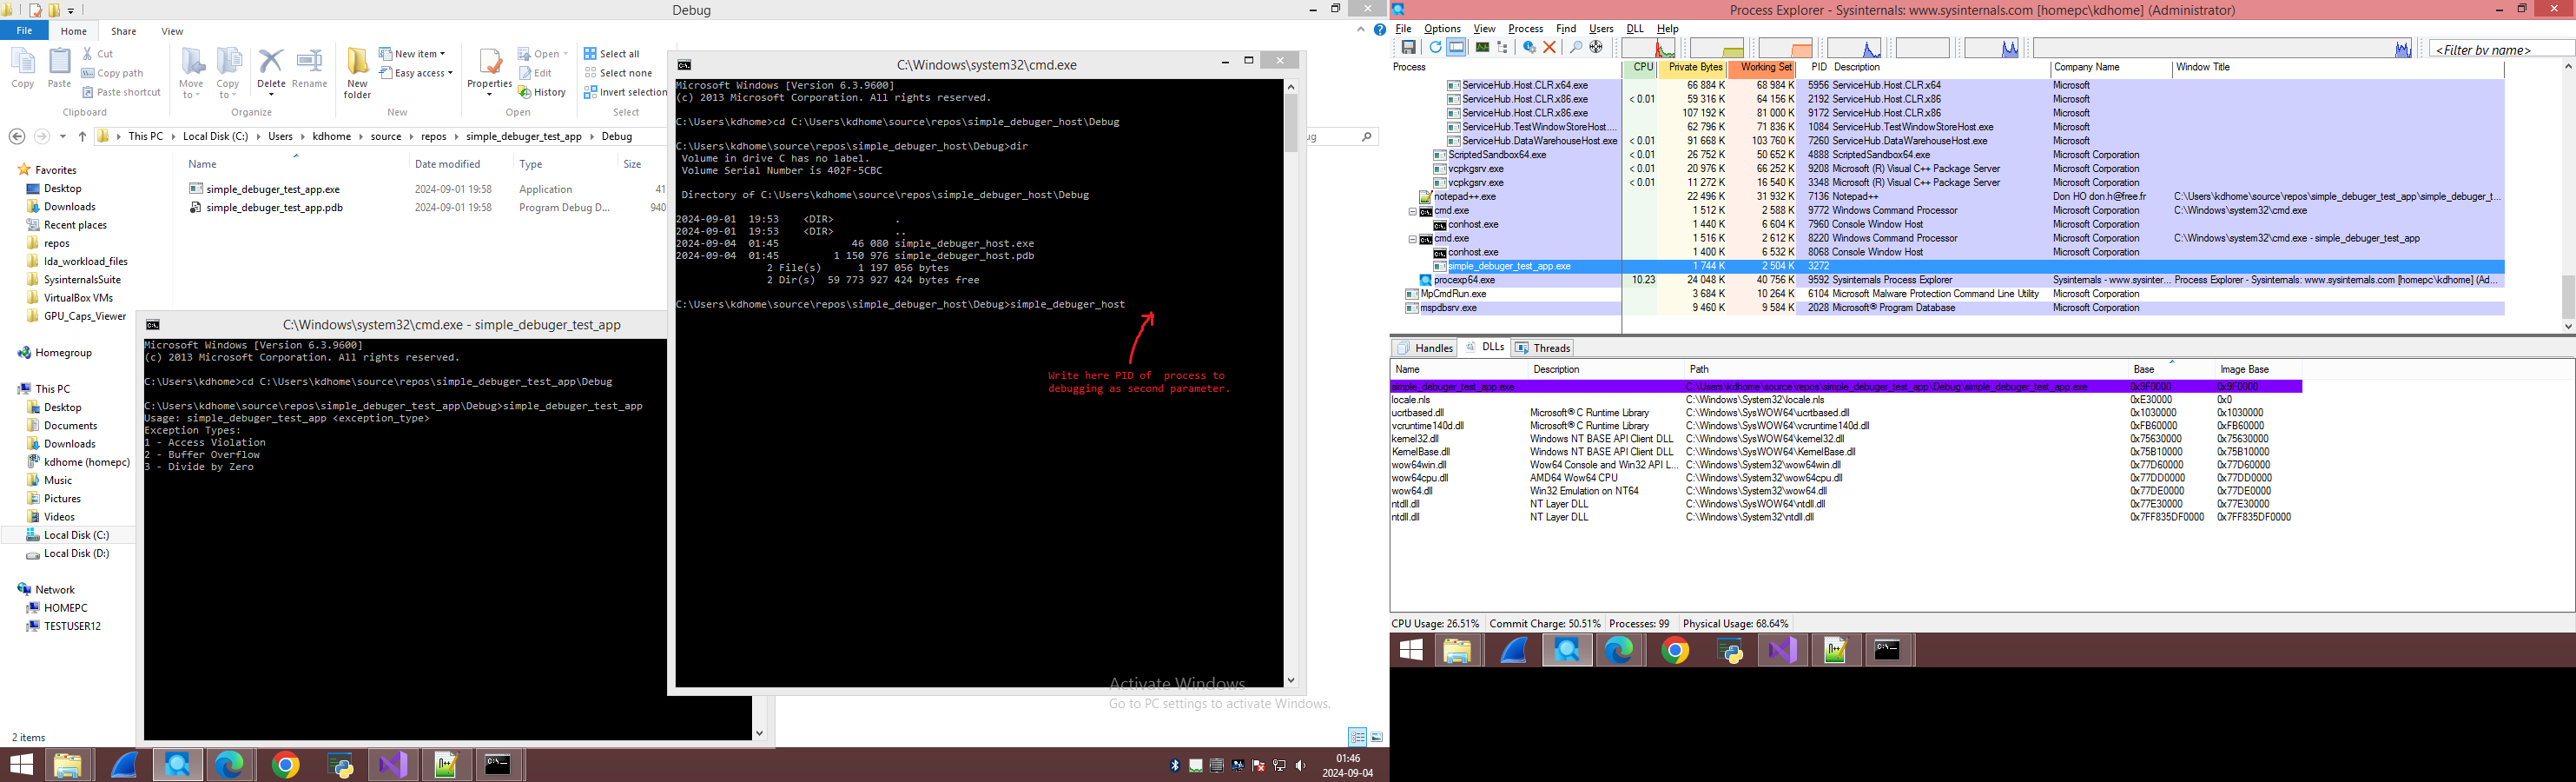 Debug
File Home Share View
Copy
Paste
Cut
Copy path
Paste shortcut
Clipboard
Move to
Copy to
Delete
Rename
Organize
New folder
New item
Easy access
New
Properties
Open
Edit
History
Open
Select all
Select none
Invert selection
Select
This PC Local Disk (C:) Users kdhome source repos simple_debuger_test_app Debug
Name Date modified Type Size
simple_debuger_test_app.exe 2024-09-01 19:58 Application 41
simple_debuger_test_app.pdb 2024-09-01 19:58 Program Debug D... 940
Favorites
Desktop
Downloads
Recent places
repos
Ida_workload_files
SysinternalsSuite
VirtualBox VMs
GPU_Caps_Viewer
Homegroup
This PC
Desktop
Documents
Downloads
kdhome (homepc)
Music
Pictures
Videos
Local Disk (C:)
Local Disk (D:)
Network
HOMEPC
TESTUSER12
2 items
C:\Windows\system32\cmd.exe - simple_debuger_test_app
Microsoft Windows [Version 6.3.9600]
(c) 2013 Microsoft Corporation. All rights reserved.
C:\Users\kdhome>cd C:\Users\kdhome\source\repos\simple_debuger_test_app\Debug
C:\Users\kdhome\source\repos\simple_debuger_test_app\Debug>simple_debuger_test_app
Usage: simple_debuger_test_app <exception_type>
Exception Types:
1 - Access Violation
2 - Buffer Overflow
3 - Divide by Zero
C:\Windows\system32\cmd.exe
Microsoft Windows [Version 6.3.9600]
(c) 2013 Microsoft Corporation. All rights reserved.
C:\Users\kdhome>cd C:\Users\kdhome\source\repos\simple_debuger_host\Debug
C:\Users\kdhome\source\repos\simple_debuger_host\Debug>dir
Volume in drive C has no label.
Volume Serial Number is 402F-5CBC
Directory of C:\Users\kdhome\source\repos\simple_debuger_host\Debug
2024-09-01 19:53 <DIR> .
2024-09-01 19:53 <DIR> ..
2024-09-04 01:45 46 080 simple_debuger_host.exe
2024-09-04 01:45 1 150 976 simple_debuger_host.pdb
2 File(s) 1 197 056 bytes
2 Dir(s) 59 773 927 424 bytes free
C:\Users\kdhome\source\repos\simple_debuger_host\Debug>simple_debuger_host
Write here PID of process to
debugging as second parameter.
Activate Windows
Go to PC settings to activate Windows.
01:46
2024-09-04
Process Explorer - Sysinternals: www.sysinternals.com [homepc\kdhome] (Administrator)
File Options View Process Find Users DLL Help
<Filter by name>
Process CPU Private Bytes Working Set PID Description Company Name Window Title
ServiceHub.Host.CLR.x64.exe 66 884 K 68 984 K 5956 ServiceHub.Host.CLR.x64 Microsoft
ServiceHub.Host.CLR.x86.exe < 0.01 59 316 K 64 156 K 2192 ServiceHub.Host.CLR.x86 Microsoft
ServiceHub.Host.CLR.x86.exe 107 192 K 81 000 K 9172 ServiceHub.Host.CLR.x86 Microsoft
ServiceHub.TestWindowStoreHost.... 62 796 K 71 836 K 1084 ServiceHub.TestWindowStoreHost.exe Microsoft
ServiceHub.DataWarehouseHost.exe < 0.01 91 668 K 103 760 K 7260 ServiceHub.DataWarehouseHost.exe Microsoft
ScriptedSandbox64.exe < 0.01 26 752 K 50 652 K 4888 ScriptedSandbox64.exe Microsoft Corporation
vcpkgsrv.exe < 0.01 20 976 K 66 252 K 9208 Microsoft (R) Visual C++ Package Server Microsoft Corporation
vcpkgsrv.exe < 0.01 11 272 K 16 540 K 3348 Microsoft (R) Visual C++ Package Server Microsoft Corporation
notepad++.exe 22 496 K 31 932 K 7136 Notepad++ Don HO don.h@free.fr C:\Users\kdhome\source\repos\simple_debuger_test_app\simple_t...
cmd.exe 1 512 K 2 588 K 9772 Windows Command Processor Microsoft Corporation C:\Windows\system32\cmd.exe
conhost.exe 1 440 K 6 604 K 7960 Console Window Host Microsoft Corporation
cmd.exe 1 516 K 2 612 K 8220 Windows Command Processor Microsoft Corporation C:\Windows\system32\cmd.exe - simple_debuger_test_app
conhost.exe 1 400 K 6 532 K 8068 Console Window Host Microsoft Corporation
simple_debuger_test_app.exe 1 744 K 2 504 K 3272
procexp64.exe 10.23 24 048 K 40 756 K 9592 Sysinternals Process Explorer Sysinternals - www.sysinter... Process Explorer - Sysinternals: www.sysinternals.com [homepc\kdhome] (Ad...
MpCmdRun.exe 3 684 K 10 264 K 6104 Microsoft Malware Protection Command Line Utility Microsoft Corporation
mspdbsrv.exe 9 460 K 9 584 K 2028 Microsoft® Program Database Microsoft Corporation
Handles DLLs Threads
Name Description Path Base Image Base
simple_debuger_test_app.exe C:\Users\kdhome\source\repos\simple_debuger_test_app\Debug\simple_debuger_test_app.exe 0x9F0000 0x9F0000
locale.nls C:\Windows\System32\locale.nls 0xE30000 0x0
ucrtbased.dll Microsoft® C Runtime Library C:\Windows\SysWOW64\ucrtbased.dll 0x1030000 0x1030000
vcruntime140d.dll Microsoft® C Runtime Library C:\Windows\SysWOW64\vcruntime140d.dll 0xFB60000 0xFB60000
kernel32.dll Windows NT BASE API Client DLL C:\Windows\SysWOW64\kernel32.dll 0x75630000 0x75630000
KernelBase.dll Windows NT BASE API Client DLL C:\Windows\SysWOW64\KernelBase.dll 0x75B10000 0x75B10000
wow64win.dll Wow64 Console and Win32 API L... C:\Windows\System32\wow64win.dll 0x77D60000 0x77D60000
wow64cpu.dll AMD64 Wow64 CPU C:\Windows\System32\wow64cpu.dll 0x77DD0000 0x77DD0000
wow64.dll Win32 Emulation on NT64 C:\Windows\System32\wow64.dll 0x77DE0000 0x77DE0000
ntdll.dll NT Layer DLL C:\Windows\SysWOW64\ntdll.dll 0x77E30000 0x77E30000
ntdll.dll NT Layer DLL C:\Windows\System32\ntdll.dll 0x7FF835DF0000 0x7FF835DF0000
CPU Usage: 26.51% Commit Charge: 50.51% Processes: 99 Physical Usage: 68.64%